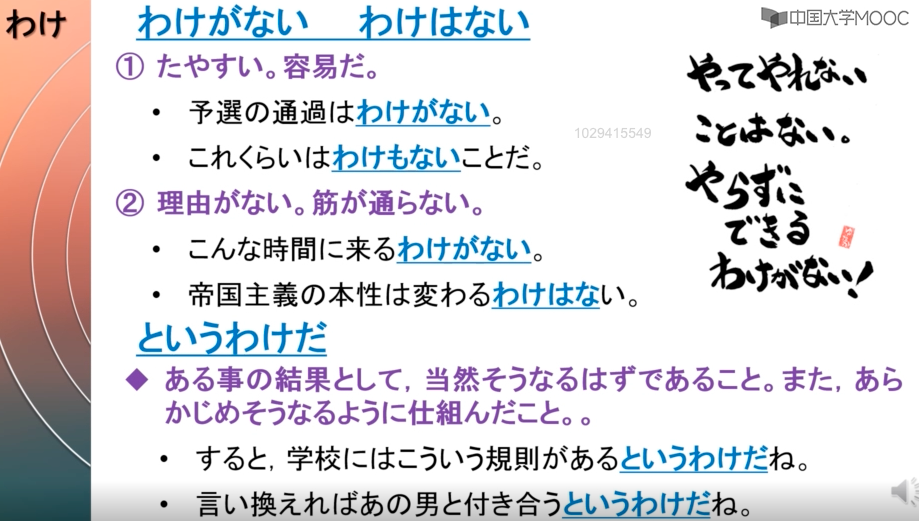 わけ
わけがない　わけはない
中国大学MOOC
① たやすい。容易だ。
• 予選の通過はわけがない。
1029415549
• これくらいはわけもないことだ。
② 理由がない。筋が通らない。
• こんな時間に来るわけがない。
• 帝国主義の本性は変わるわけはない。
やってやれない
ことはない。
やらずに
できる
わけがない!
というわけだ
◆ ある事の結果として，当然そうなるはずであること。また，あら
かじめそうなるように仕組んだこと。。
• すると，学校にはこういう規則があるというわけだね。
• 言い換えればあの男と付き合うというわけだね。